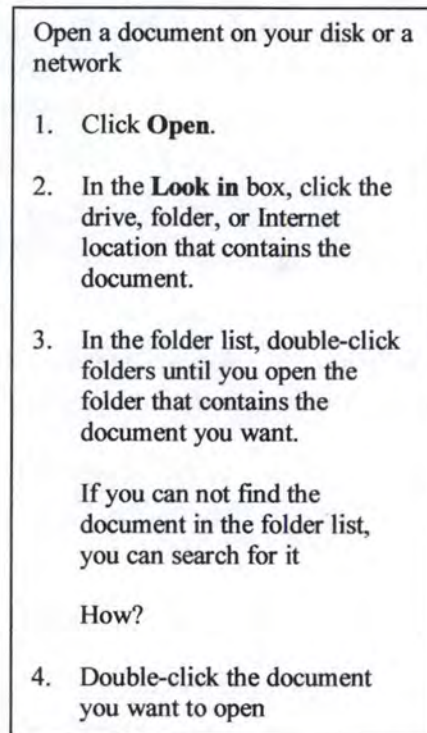 Open a document on your disk or a
network
1. Click Open.
2. In the Look in box, click the
drive, folder, or Internet
location that contains the
document.
3. In the folder list, double-click
folders until you open the
folder that contains the
document you want.
If you can not find the
document in the folder list,
you can search for it
How?
4. Double-click the document
you want to open